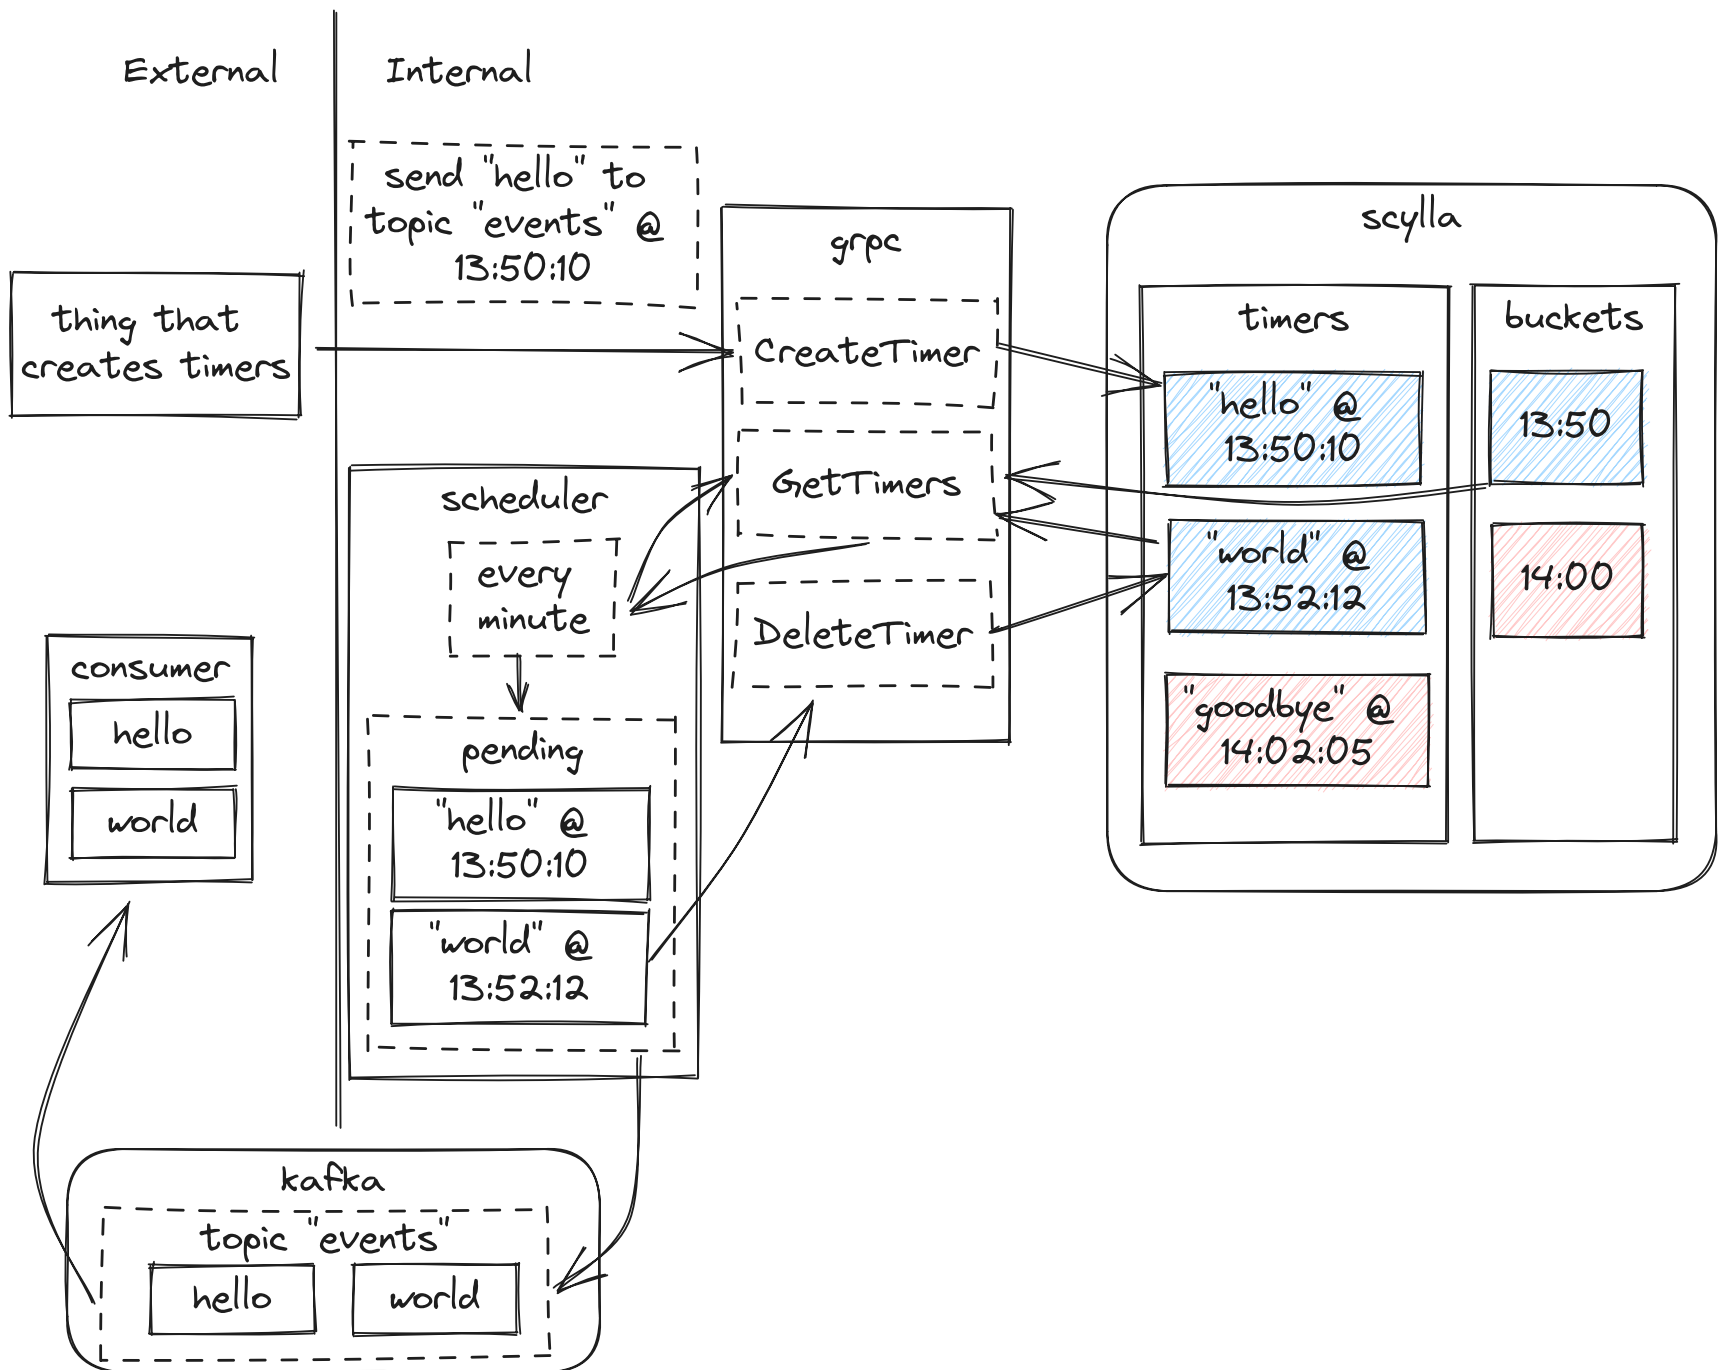 External
Internal
send "hello" to
topic "events" @
13:50:10
thing that
creates timers
grpc
CreateTimer
GetTimers
DeleteTimer
scylla
timers
"hello" @
13:50:10
"world" @
13:52:12
"goodbye" @
14:02:05
buckets
13:50
14:00
scheduler
every
minute
pending
"hello" @
13:50:10
"world" @
13:52:12
consumer
hello
world
kafka
topic "events"
hello
world